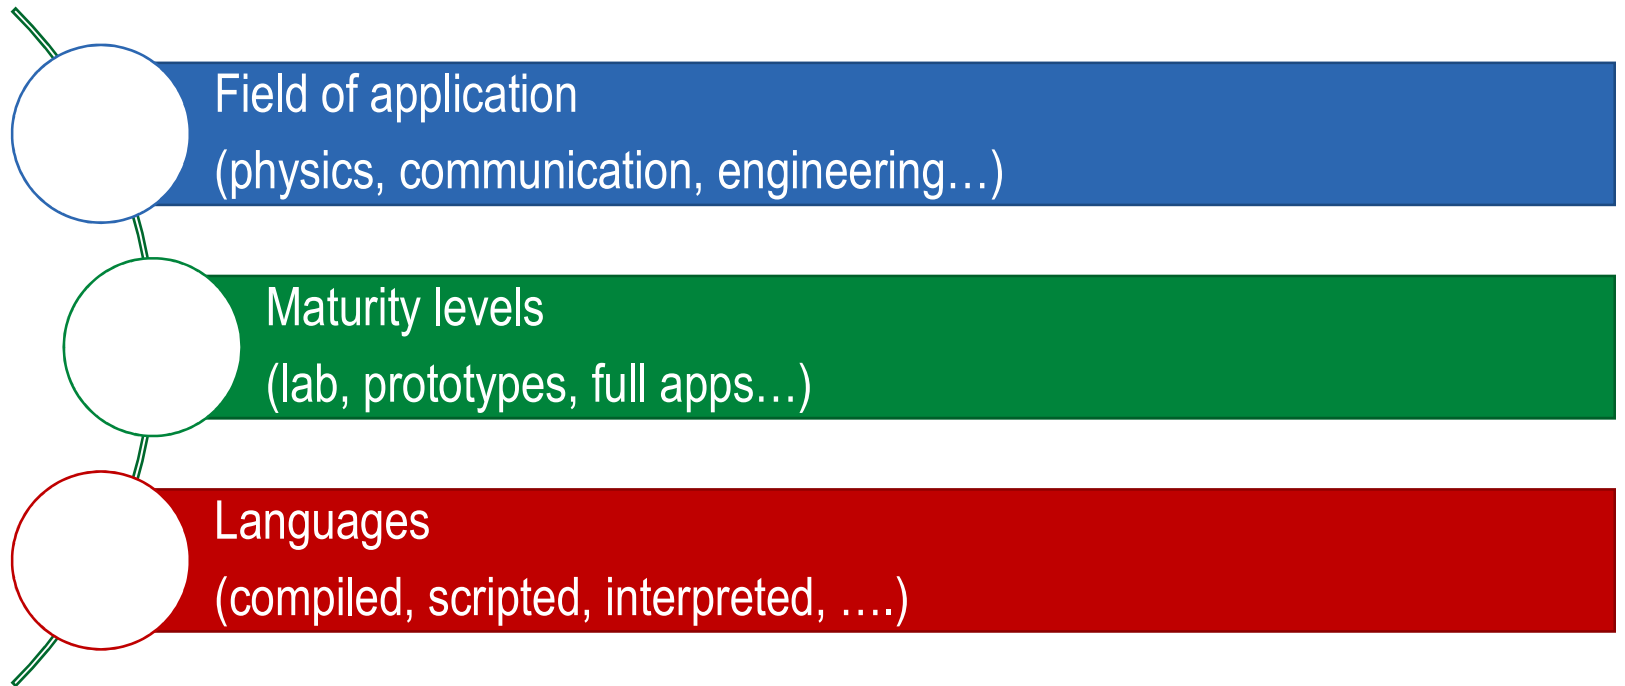 Field of application
(physics, communication, engineering…)
Maturity levels
(lab, prototypes, full apps…)
Languages
(compiled, scripted, interpreted, ….)